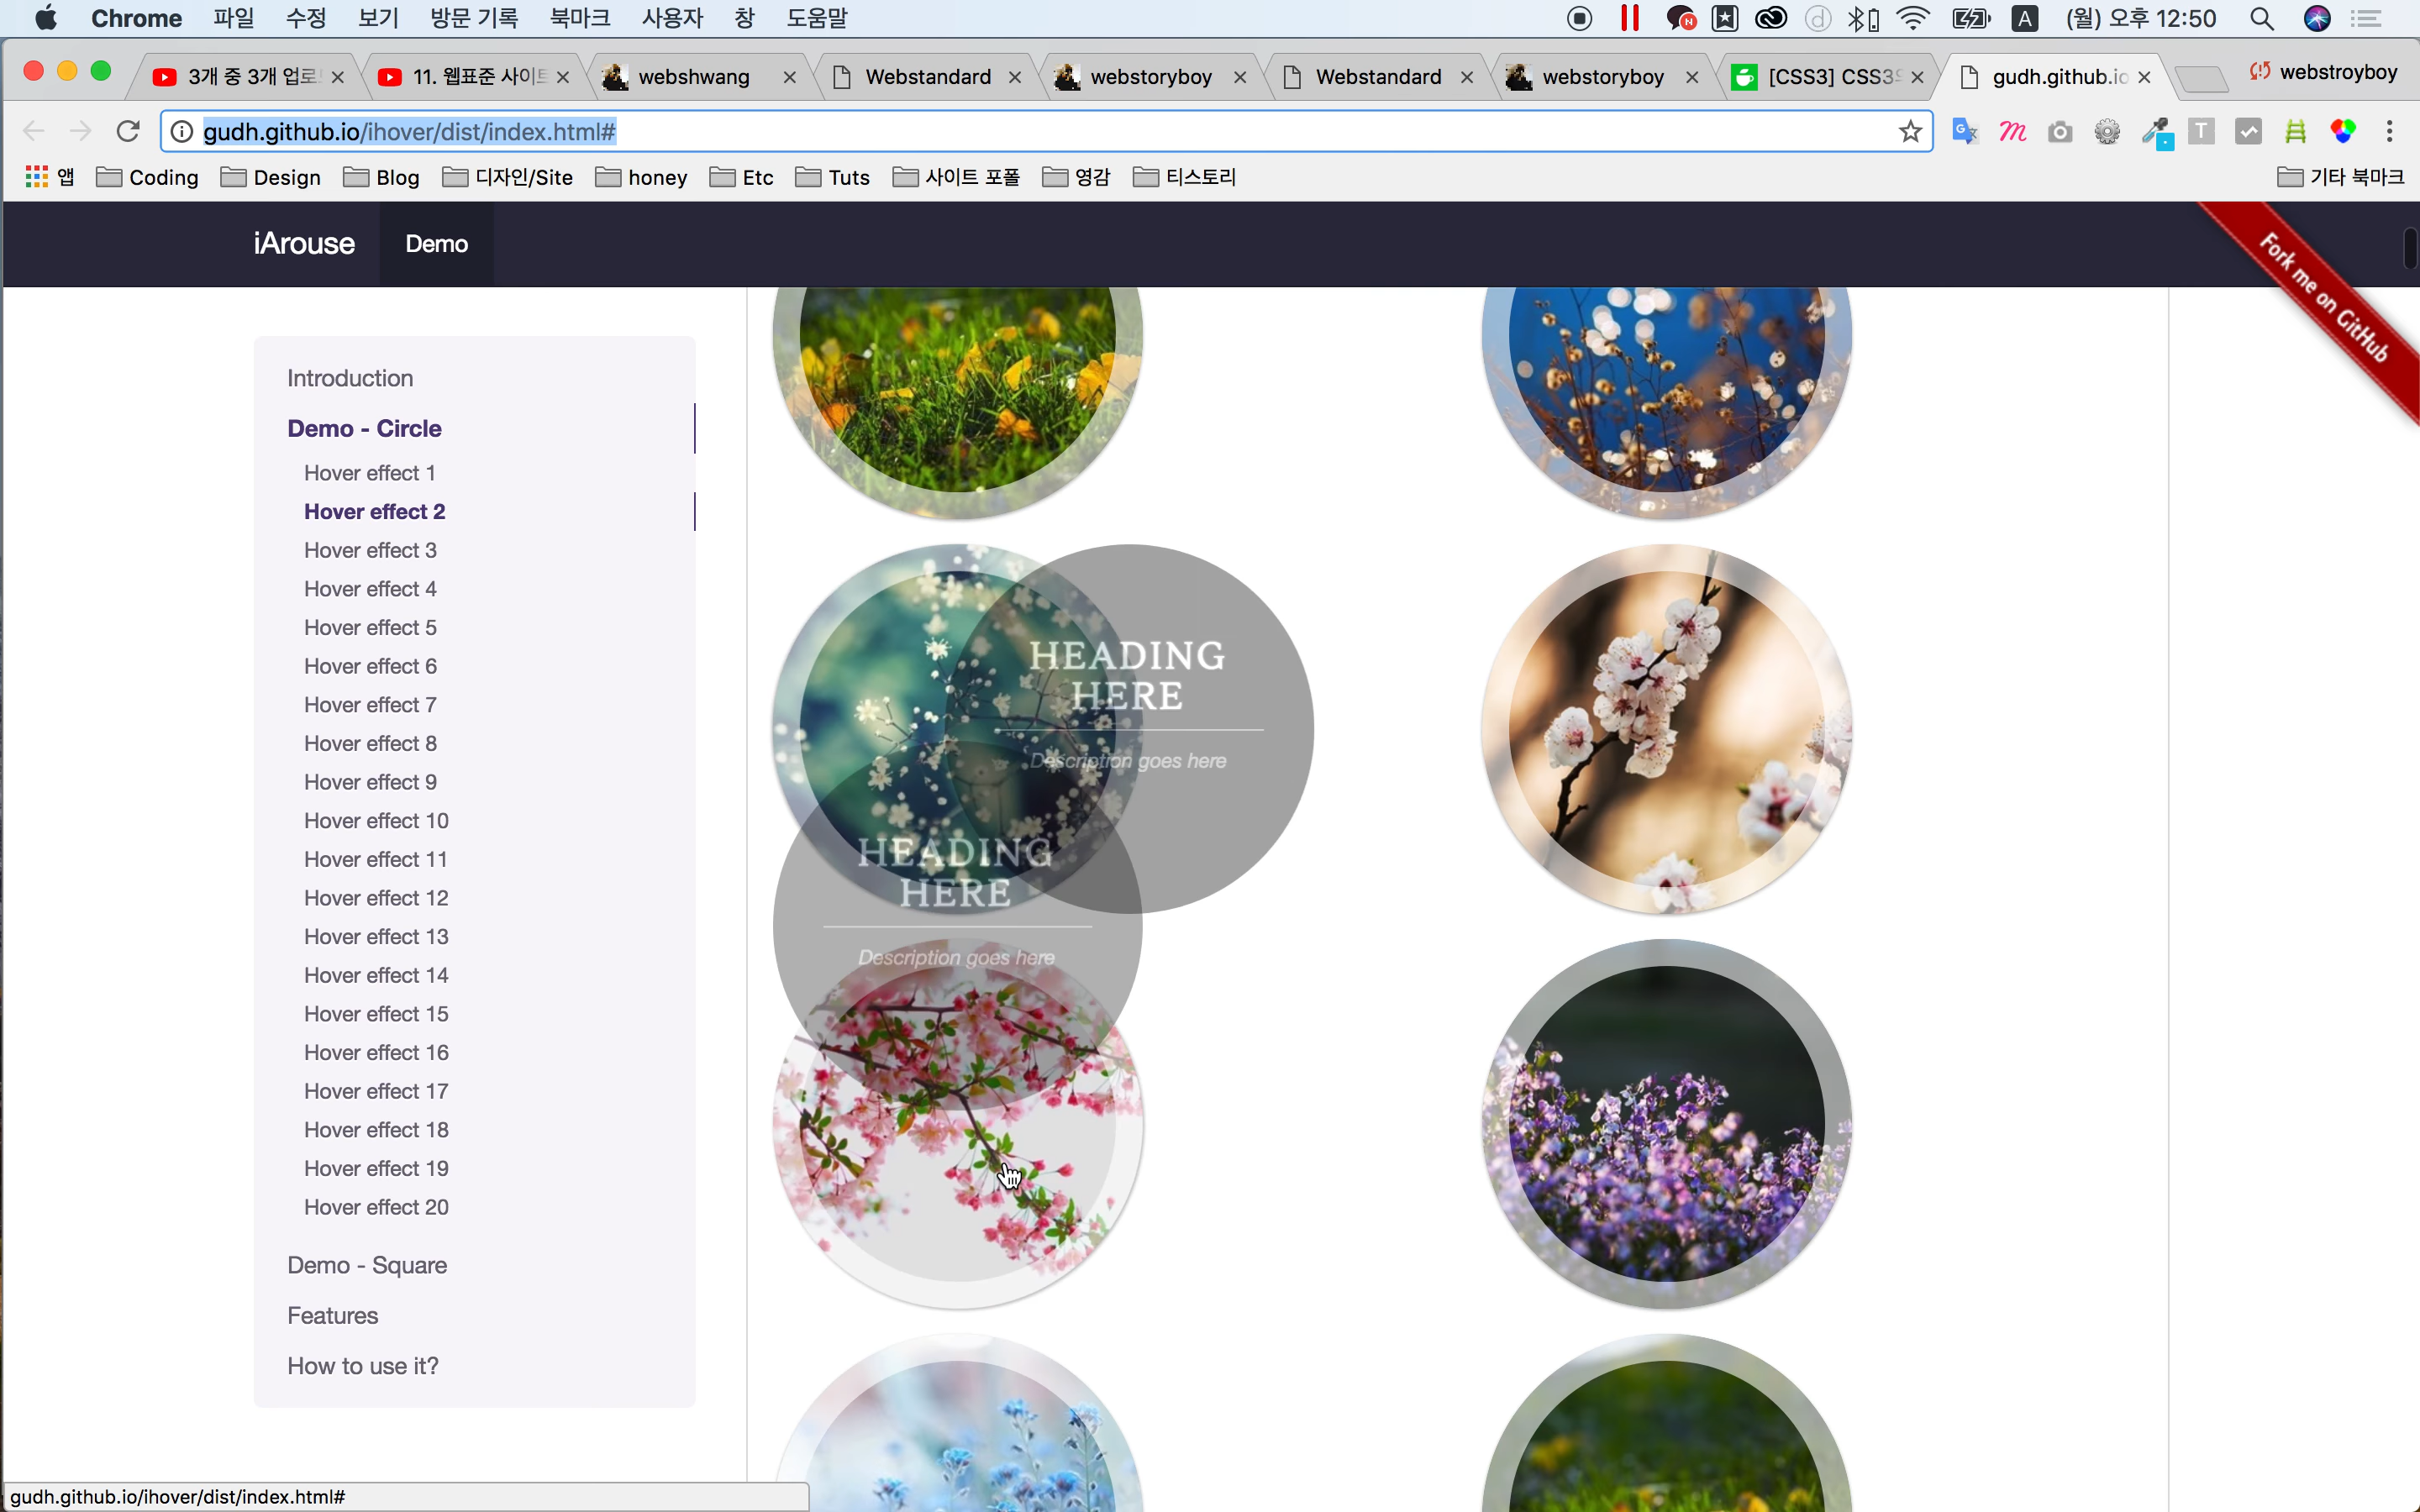 Chrome 파일 수정 보기 방문 기록 북마크 사용자 창 도움말 A (월) 오후 12:50
3개 중 3개 업로 11. 웹표준 사이트 webshwang Webstandard webstoryboy Webstandard webstoryboy [CSS3] CSS3 gudh.github.io webstroyboy
gudh.github.io/ihover/dist/index.html#
앱 Coding Design Blog 디자인/Site honey Etc Tuts 사이트 포폴 영감 티스토리 기타 북마크
iArouse Demo
Fork me on GitHub
Introduction
Demo - Circle
Hover effect 1
Hover effect 2
Hover effect 3
Hover effect 4
Hover effect 5
Hover effect 6
Hover effect 7
Hover effect 8
Hover effect 9
Hover effect 10
Hover effect 11
Hover effect 12
Hover effect 13
Hover effect 14
Hover effect 15
Hover effect 16
Hover effect 17
Hover effect 18
Hover effect 19
Hover effect 20
Demo - Square
Features
How to use it?
HEADING
HERE
Description goes here
HEADING
HERE
Description goes here
gudh.github.io/ihover/dist/index.html#